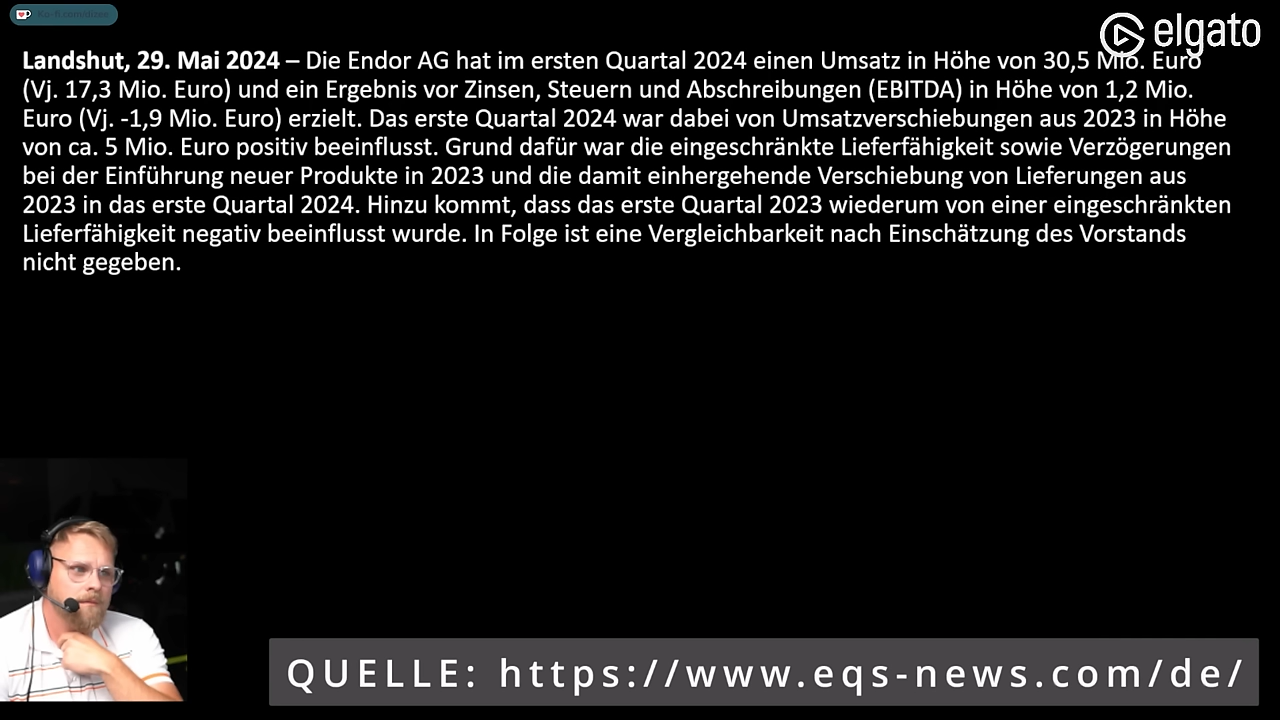 Ko-fi.com/dizee
elgato
Landshut, 29. Mai 2024 – Die Endor AG hat im ersten Quartal 2024 einen Umsatz in Höhe von 30,5 Mio. Euro
(Vj. 17,3 Mio. Euro) und ein Ergebnis vor Zinsen, Steuern und Abschreibungen (EBITDA) in Höhe von 1,2 Mio.
Euro (Vj. -1,9 Mio. Euro) erzielt. Das erste Quartal 2024 war dabei von Umsatzverschiebungen aus 2023 in Höhe
von ca. 5 Mio. Euro positiv beeinflusst. Grund dafür war die eingeschränkte Lieferfähigkeit sowie Verzögerungen
bei der Einführung neuer Produkte in 2023 und die damit einhergehende Verschiebung von Lieferungen aus
2023 in das erste Quartal 2024. Hinzu kommt, dass das erste Quartal 2023 wiederum von einer eingeschränkten
Lieferfähigkeit negativ beeinflusst wurde. In Folge ist eine Vergleichbarkeit nach Einschätzung des Vorstands
nicht gegeben.
QUELLE: https://www.eqs-news.com/de/